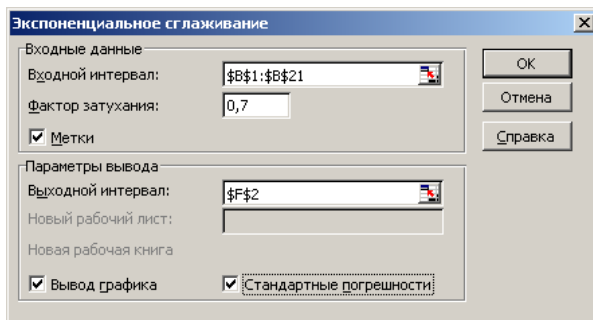 Экспоненциальное сглаживание
Входные данные
Входной интервал: $B$1:$B$21
Фактор затухания: 0,7
Метки
Параметры вывода
Выходной интервал: $F$2
Новый рабочий лист:
Новая рабочая книга
Вывод графика Стандартные погрешности
ОК
Отмена
Справка